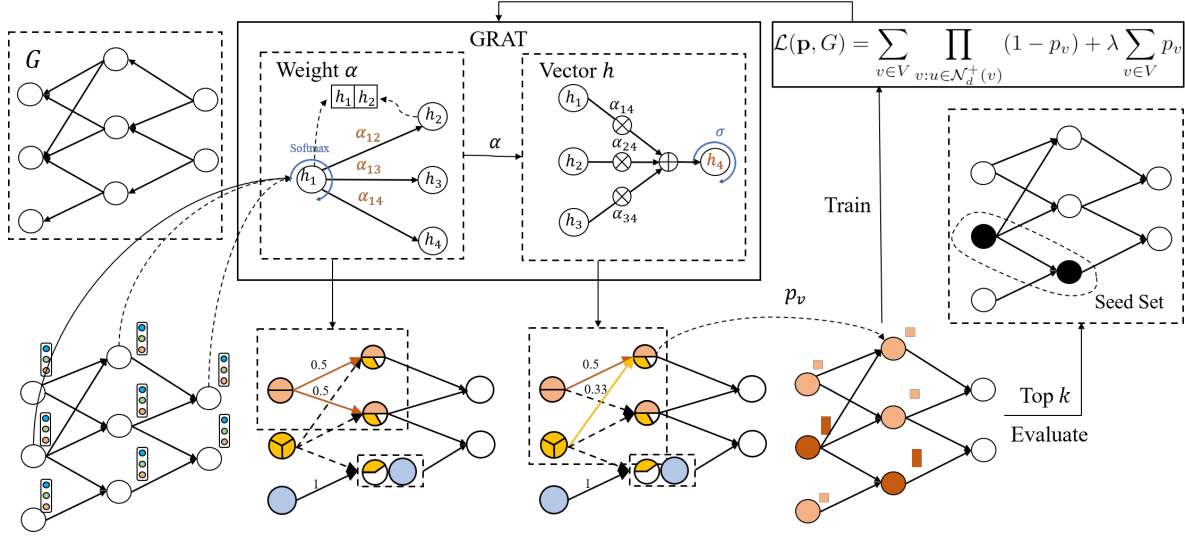 G
GRAT
Weight α
h₁ h₂
h₂
α₁₂
Softmax
α₁₃
h₁
h₃
α₁₄
h₄
α
Vector h
h₁
α₁₄
h₂
α₂₄
σ
h₄
h₃
α₃₄
ℒ(𝐩, G) = ∑_{v∈V} ∏_{v:u∈𝒩_d^+(v)} (1 − p_v) + λ ∑_{v∈V} p_v
Train
Seed Set
p_v
0.5
0.5
1
0.5
0.33
1
Top k
Evaluate